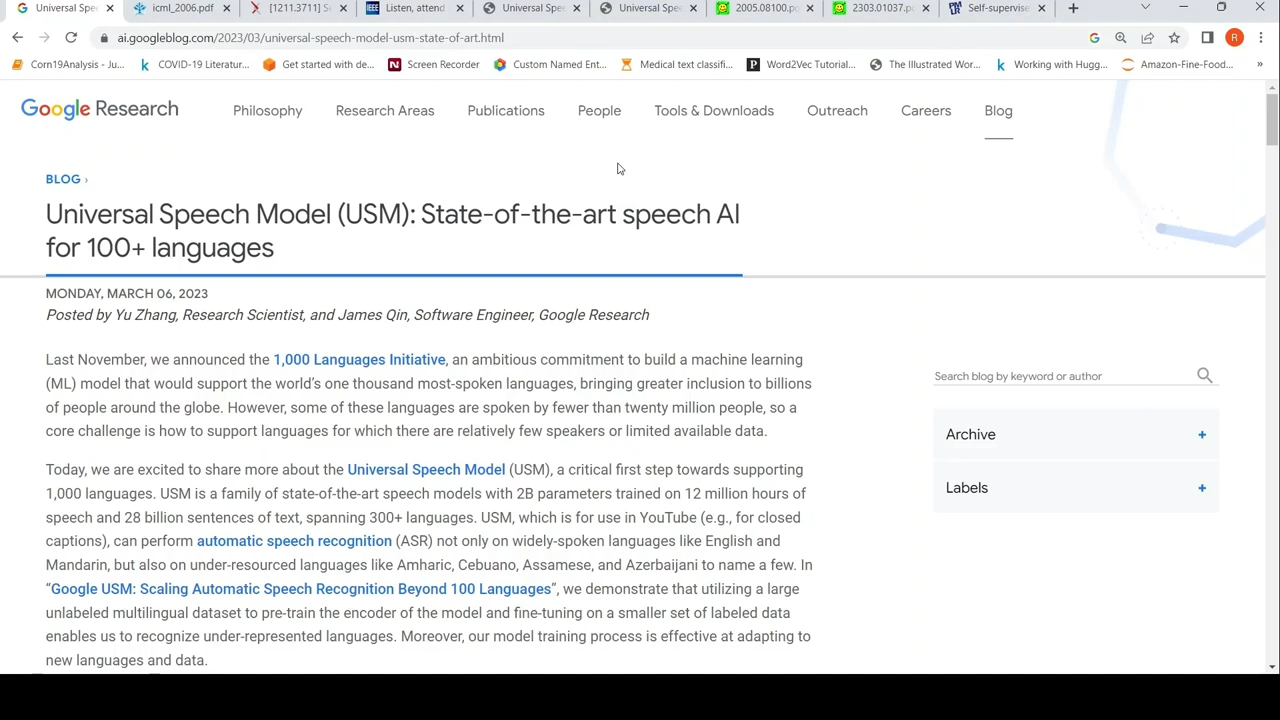 Universal Spee
icml_2006.pdf
[1211.3711] S
Listen, attend
Universal Spe
Universal Spe
2005.08100.p
2303.01037.p
Self-supervise
ai.googleblog.com/2023/03/universal-speech-model-usm-state-of-art.html
R
Corn19Analysis - Ju...
COVID-19 Literatur...
Get started with de...
Screen Recorder
Custom Named Ent...
Medical text classifi...
Word2Vec Tutorial...
The Illustrated Wor...
Working with Hugg...
Amazon-Fine-Food...
»
Google Research
Philosophy
Research Areas
Publications
People
Tools & Downloads
Outreach
Careers
Blog
BLOG ›
Universal Speech Model (USM): State-of-the-art speech AI
for 100+ languages
MONDAY, MARCH 06, 2023
Posted by Yu Zhang, Research Scientist, and James Qin, Software Engineer, Google Research
Last November, we announced the 1,000 Languages Initiative, an ambitious commitment to build a machine learning
(ML) model that would support the world's one thousand most-spoken languages, bringing greater inclusion to billions
of people around the globe. However, some of these languages are spoken by fewer than twenty million people, so a
core challenge is how to support languages for which there are relatively few speakers or limited available data.
Today, we are excited to share more about the Universal Speech Model (USM), a critical first step towards supporting
1,000 languages. USM is a family of state-of-the-art speech models with 2B parameters trained on 12 million hours of
speech and 28 billion sentences of text, spanning 300+ languages. USM, which is for use in YouTube (e.g., for closed
captions), can perform automatic speech recognition (ASR) not only on widely-spoken languages like English and
Mandarin, but also on under-resourced languages like Amharic, Cebuano, Assamese, and Azerbaijani to name a few. In
“Google USM: Scaling Automatic Speech Recognition Beyond 100 Languages”, we demonstrate that utilizing a large
unlabeled multilingual dataset to pre-train the encoder of the model and fine-tuning on a smaller set of labeled data
enables us to recognize under-represented languages. Moreover, our model training process is effective at adapting to
new languages and data.
Search blog by keyword or author
Archive +
Labels +